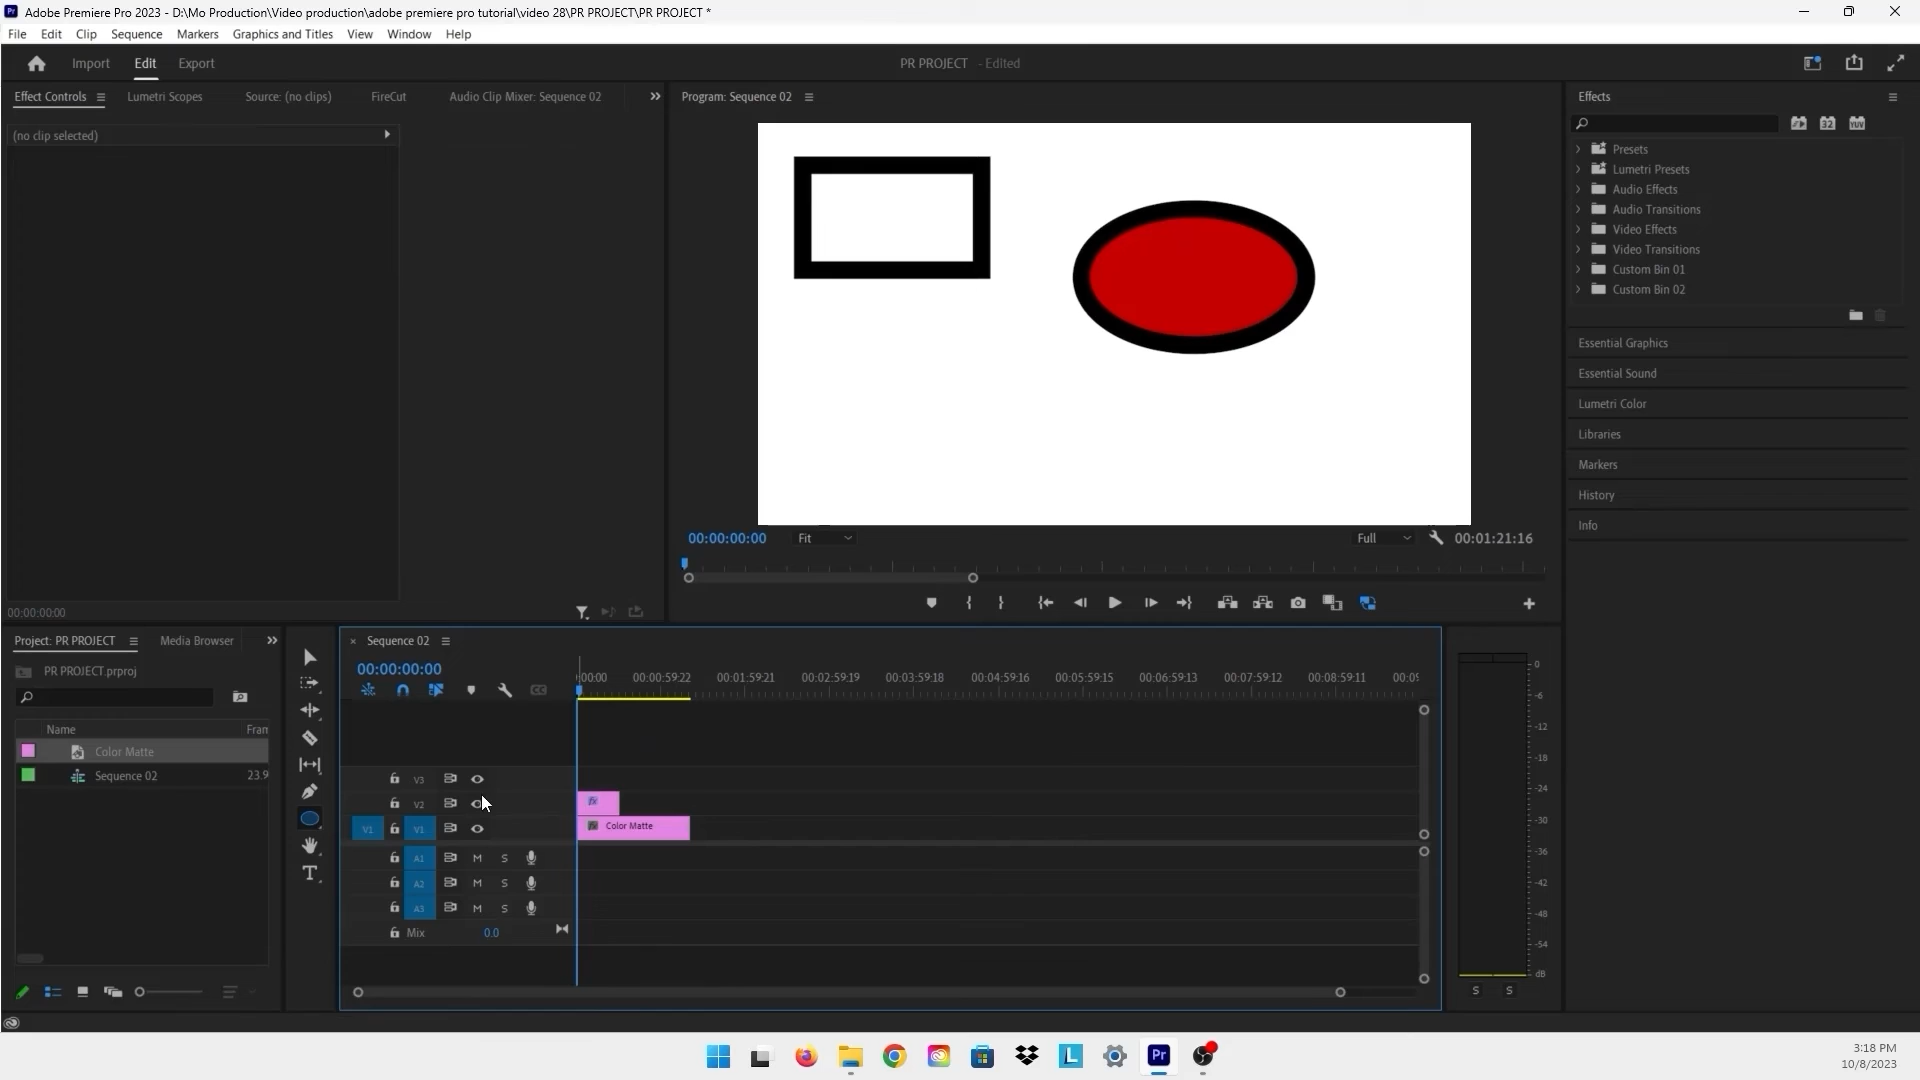 Adobe Premiere Pro 2023 - D:\Mo Production\Video production\adobe premiere pro tutorial\video 28\PR PROJECT\PR PROJECT *
File Edit Clip Sequence Markers Graphics and Titles View Window Help
Import Edit Export PR PROJECT - Edited
Effect Controls Lumetri Scopes Source: (no clips) FireCut Audio Clip Mixer: Sequence 02 Program: Sequence 02 Effects
(no clip selected)
Presets
Lumetri Presets
Audio Effects
Audio Transitions
Video Effects
Video Transitions
Custom Bin 01
Custom Bin 02
Essential Graphics
Essential Sound
Lumetri Color
Libraries
Markers
History
Info
00:00:00:00 Fit Full 00:01:21:16
00:00:00:00
Project: PR PROJECT Media Browser Sequence 02
PR PROJECT.prproj 00:00:00:00
:00:00 00:00:59:22 00:01:59:21 00:02:59:19 00:03:59:18 00:04:59:16 00:05:59:15 00:06:59:13 00:07:59:12 00:08:59:11 00:09
Name Fran
Color Matte
Sequence 02 23.9
V3
V2 fx
V1 V1 fx Color Matte
A1 M S
A2 M S
A3 M S
Mix 0.0
0
-6
-12
-18
-24
-30
-36
-42
-48
-54
dB
S S
3:18 PM
10/8/2023